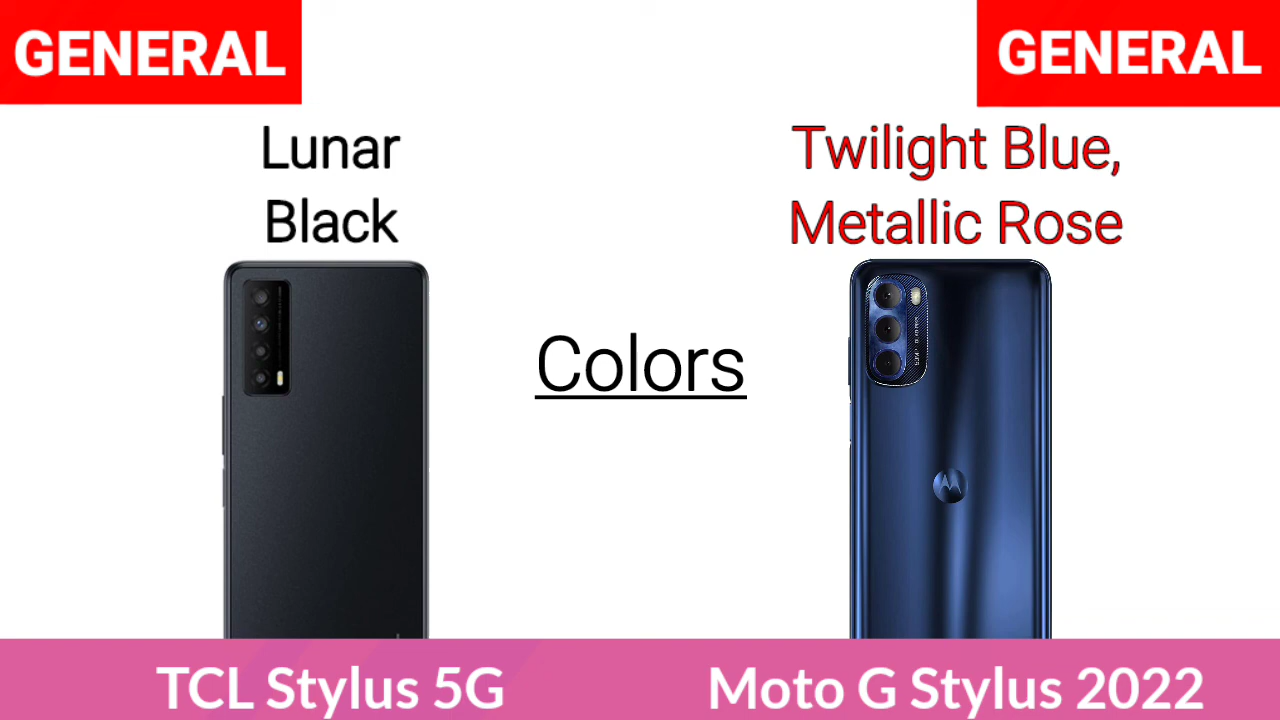 GENERAL
GENERAL
Lunar
Black
Twilight Blue,
Metallic Rose
Colors
TCL Stylus 5G
Moto G Stylus 2022